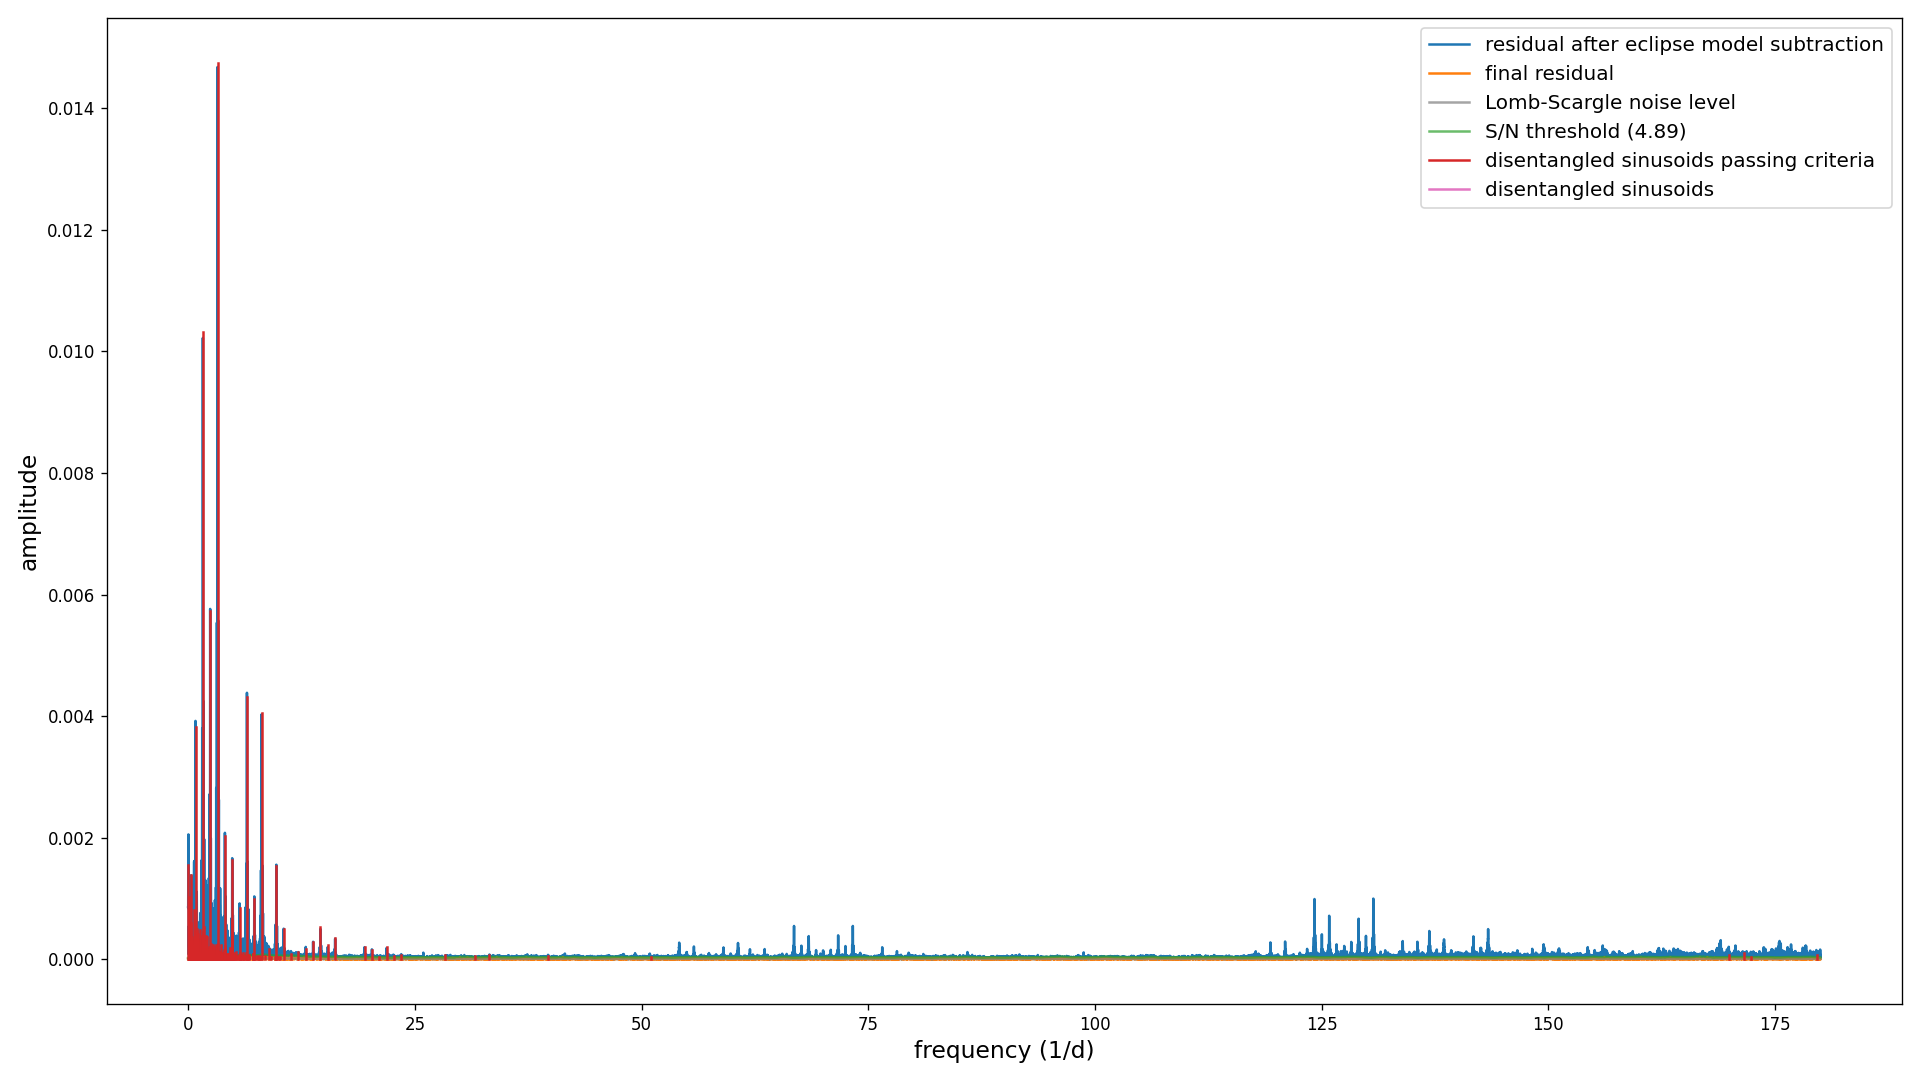 residual after eclipse model subtraction
final residual
Lomb-Scargle noise level
S/N threshold (4.89)
disentangled sinusoids passing criteria
disentangled sinusoids
0.014
0.012
0.010
0.008
0.006
0.004
0.002
0.000
amplitude
0 25 50 75 100 125 150 175
frequency (1/d)